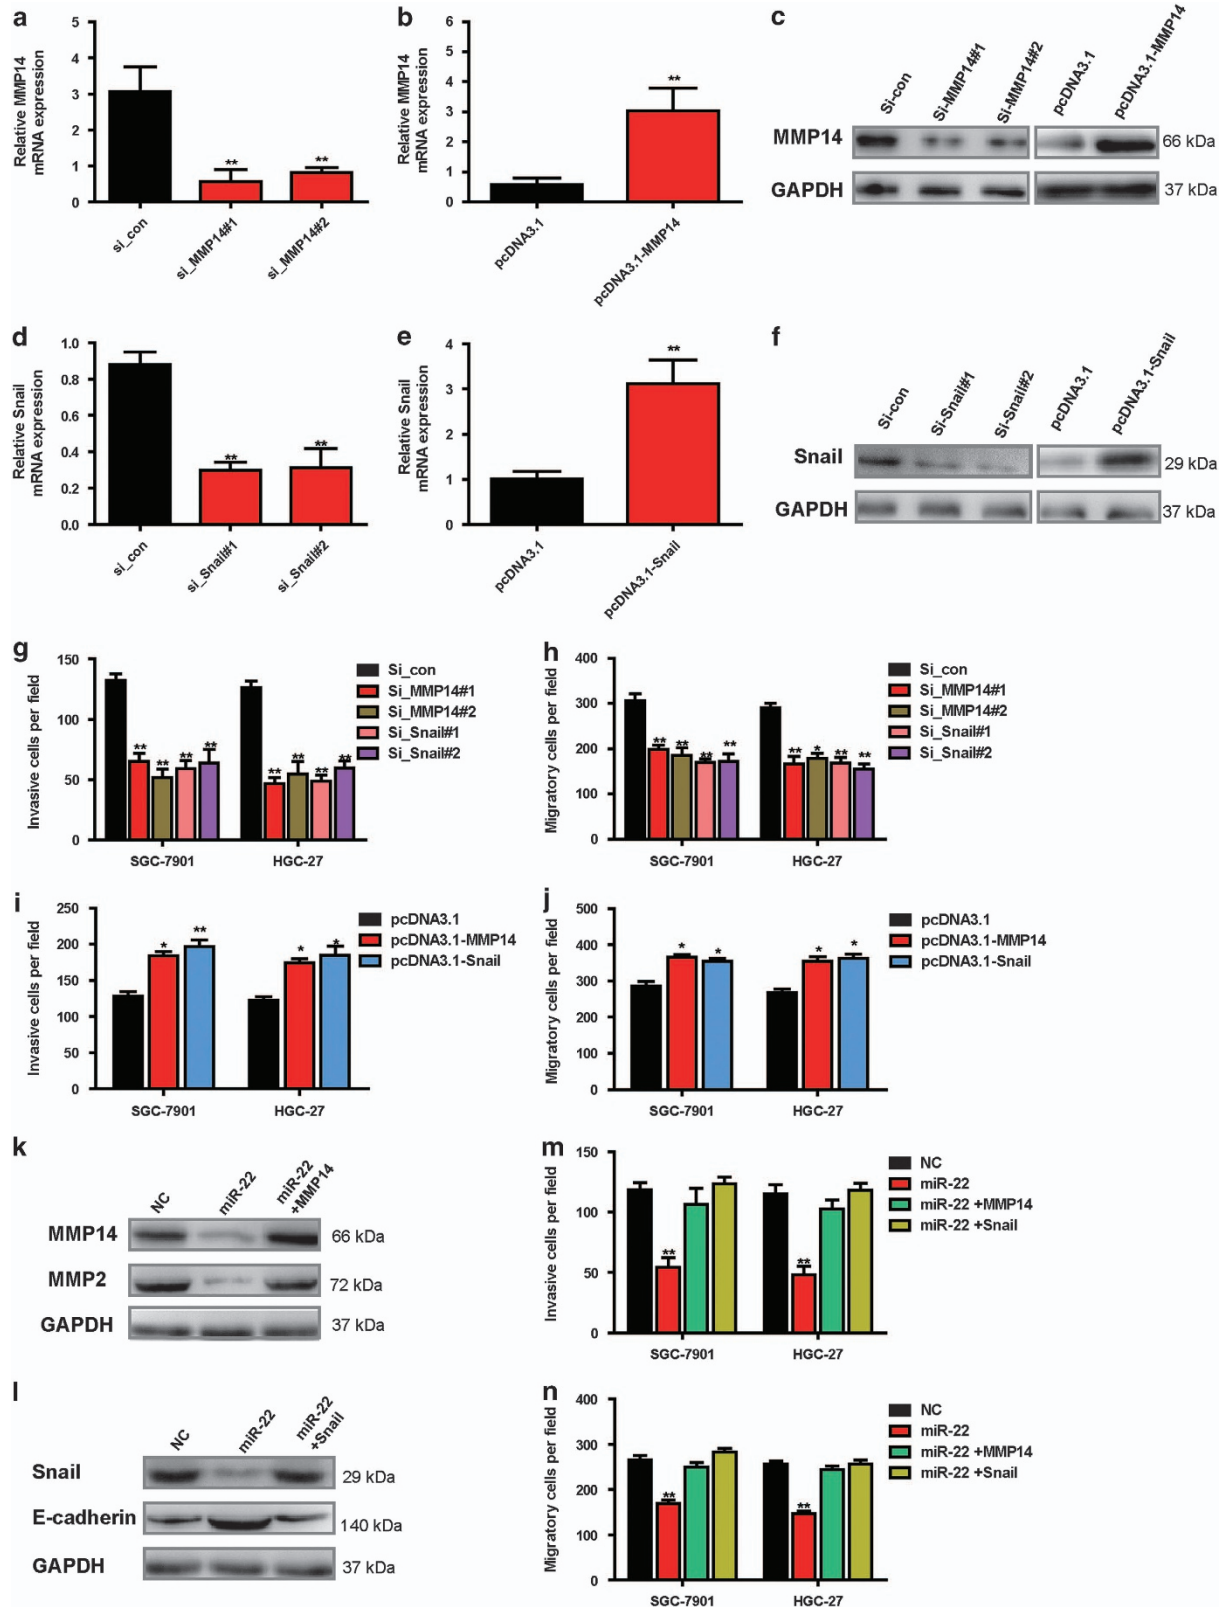 a
5
4
3
2
1
0
Relative MMP14
mRNA expression
**
**
si_con
si_MMP14#1
si_MMP14#2
b
6
5
4
3
2
1
0
Relative MMP14
mRNA expression
**
pcDNA3.1
pcDNA3.1-MMP14
c
Si-con
Si-MMP14#1
Si-MMP14#2
pcDNA3.1
pcDNA3.1-MMP14
MMP14
66 kDa
GAPDH
37 kDa
d
1.0
0.8
0.6
0.4
0.2
0.0
Relative Snail
mRNA expression
**
**
si_con
si_Snail#1
si_Snail#2
e
4
3
2
1
0
Relative Snail
mRNA expression
**
pcDNA3.1
pcDNA3.1-Snail
f
Si-con
Si-Snail#1
Si-Snail#2
pcDNA3.1
pcDNA3.1-Snail
Snail
29 kDa
GAPDH
37 kDa
g
150
100
50
0
Invasive cells per field
** ** ** **
** ** ** **
SGC-7901
HGC-27
Si_con
Si_MMP14#1
Si_MMP14#2
Si_Snail#1
Si_Snail#2
h
400
300
200
100
0
Migratory cells per field
** ** ** **
** * ** **
SGC-7901
HGC-27
Si_con
Si_MMP14#1
Si_MMP14#2
Si_Snail#1
Si_Snail#2
i
250
200
150
100
50
0
Invasive cells per field
* **
* *
SGC-7901
HGC-27
pcDNA3.1
pcDNA3.1-MMP14
pcDNA3.1-Snail
j
500
400
300
200
100
0
Migratory cells per field
* *
* *
SGC-7901
HGC-27
pcDNA3.1
pcDNA3.1-MMP14
pcDNA3.1-Snail
k
NC
miR-22
miR-22
+MMP14
MMP14
66 kDa
MMP2
72 kDa
GAPDH
37 kDa
m
150
100
50
0
Invasive cells per field
**
**
SGC-7901
HGC-27
NC
miR-22
miR-22 +MMP14
miR-22 +Snail
l
NC
miR-22
miR-22
+Snail
Snail
29 kDa
E-cadherin
140 kDa
GAPDH
37 kDa
n
400
300
200
100
0
Migratory cells per field
**
**
SGC-7901
HGC-27
NC
miR-22
miR-22 +MMP14
miR-22 +Snail